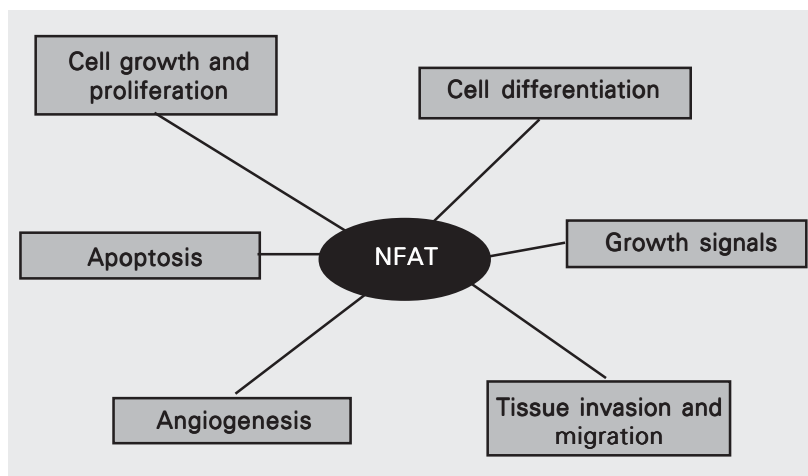 Cell growth and
proliferation
Cell differentiation
Apoptosis
NFAT
Growth signals
Angiogenesis
Tissue invasion and
migration